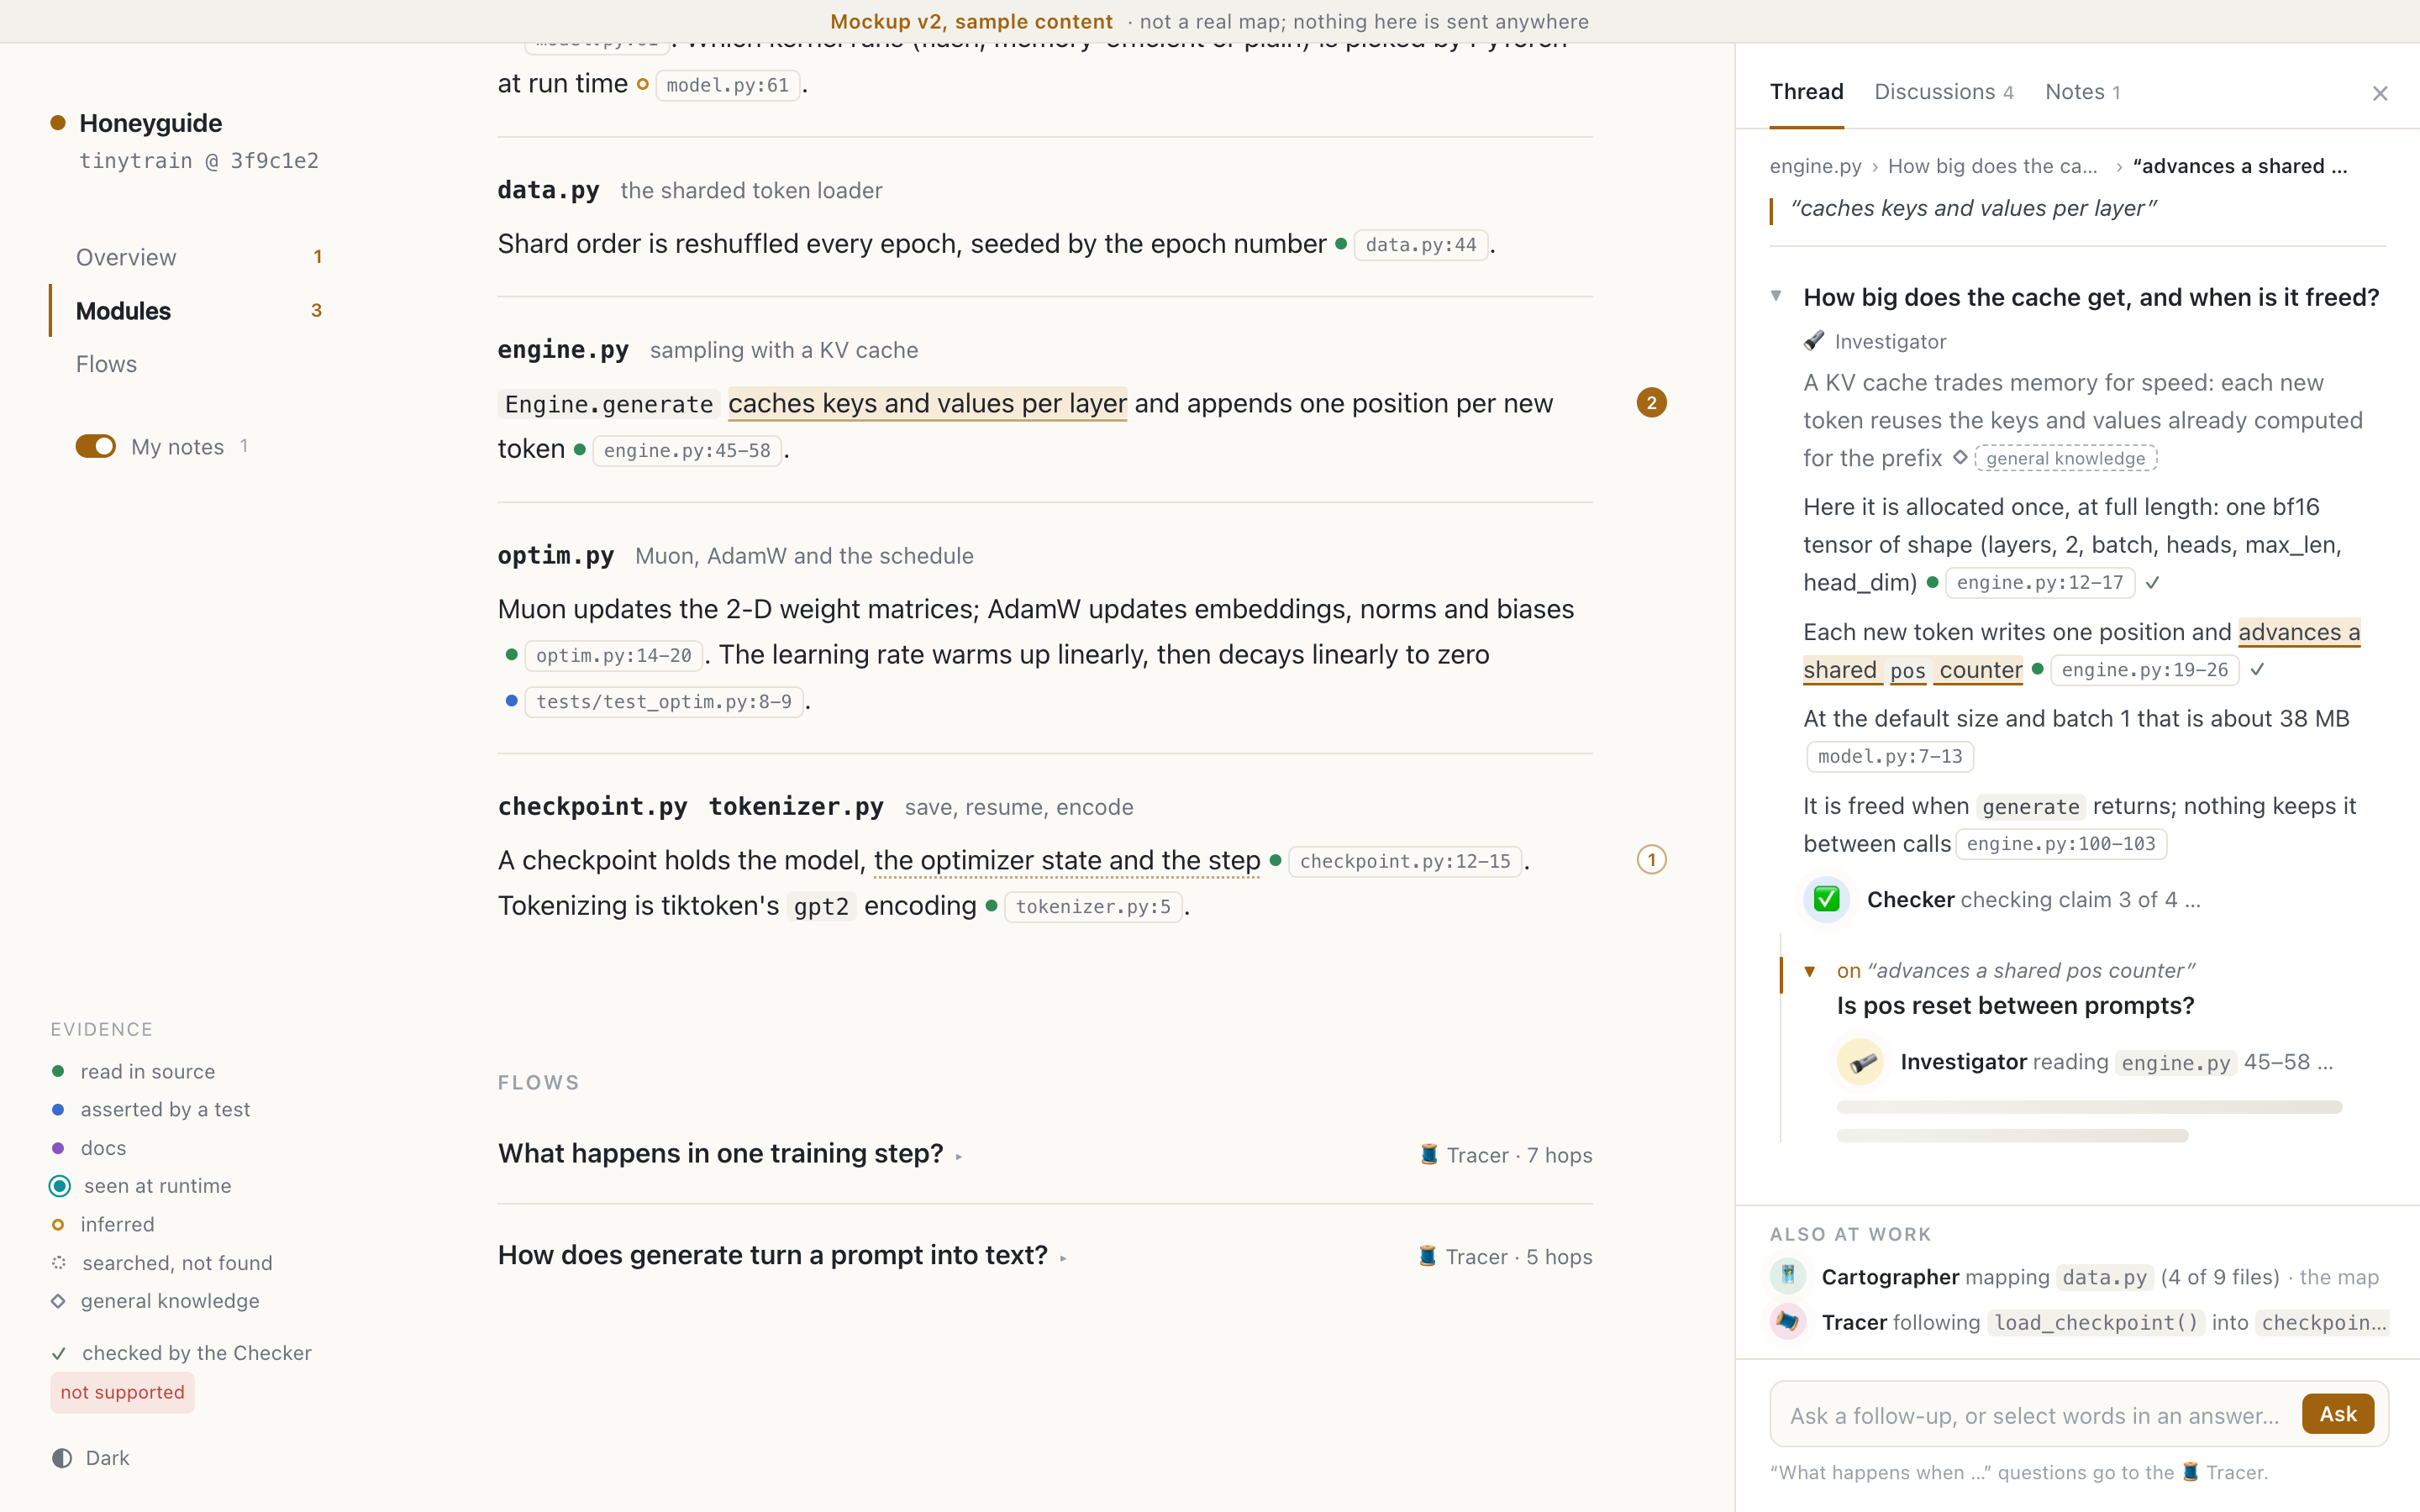 Mockup v2, sample content · not a real map; nothing here is sent anywhere
Honeyguide
tinytrain @ 3f9c1e2
Overview 1
Modules 3
Flows
My notes 1
EVIDENCE
read in source
asserted by a test
docs
seen at runtime
inferred
searched, not found
general knowledge
checked by the Checker
not supported
Dark
model.py:61 . Which kernel runs (flash, memory-efficient or plain) is picked by PyTorch
at run time model.py:61 .
data.py the sharded token loader
Shard order is reshuffled every epoch, seeded by the epoch number data.py:44 .
engine.py sampling with a KV cache
Engine.generate caches keys and values per layer and appends one position per new 2
token engine.py:45–58 .
optim.py Muon, AdamW and the schedule
Muon updates the 2-D weight matrices; AdamW updates embeddings, norms and biases
optim.py:14–20 . The learning rate warms up linearly, then decays linearly to zero
tests/test_optim.py:8–9 .
checkpoint.py tokenizer.py save, resume, encode
A checkpoint holds the model, the optimizer state and the step checkpoint.py:12–15 . 1
Tokenizing is tiktoken's gpt2 encoding tokenizer.py:5 .
FLOWS
What happens in one training step? ▸ Tracer · 7 hops
How does generate turn a prompt into text? ▸ Tracer · 5 hops
Thread Discussions 4 Notes 1 ×
engine.py › How big does the ca… › “advances a shared …
“caches keys and values per layer”
▼ How big does the cache get, and when is it freed?
Investigator
A KV cache trades memory for speed: each new
token reuses the keys and values already computed
for the prefix general knowledge
Here it is allocated once, at full length: one bf16
tensor of shape (layers, 2, batch, heads, max_len,
head_dim) engine.py:12–17 ✓
Each new token writes one position and advances a
shared pos counter engine.py:19–26 ✓
At the default size and batch 1 that is about 38 MB
model.py:7–13
It is freed when generate returns; nothing keeps it
between calls engine.py:100–103
Checker checking claim 3 of 4 …
▼ on “advances a shared pos counter”
Is pos reset between prompts?
Investigator reading engine.py 45–58 …
ALSO AT WORK
Cartographer mapping data.py (4 of 9 files) · the map
Tracer following load_checkpoint() into checkpoin…
Ask a follow-up, or select words in an answer… Ask
“What happens when …” questions go to the Tracer.